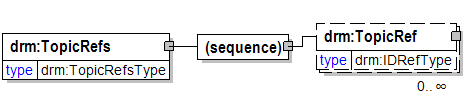 drm:TopicRefs
type drm:TopicRefsType
(sequence)
drm:TopicRef
type drm:IDRefType
0.. ∞